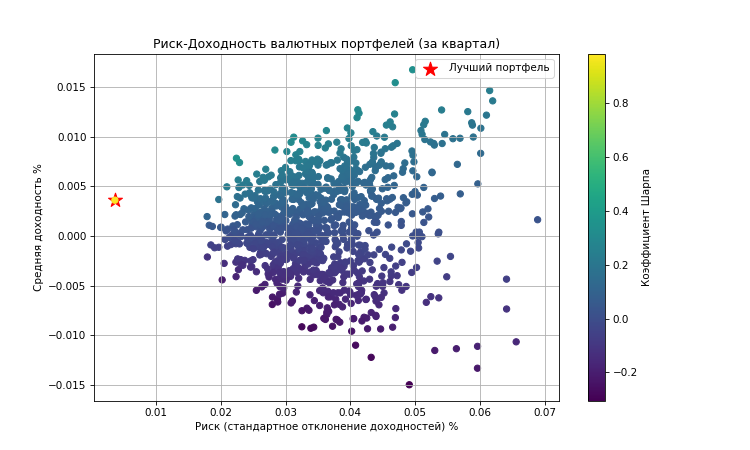 Риск-Доходность валютных портфелей (за квартал)
Лучший портфель
Средняя доходность %
0.015
0.010
0.005
0.000
−0.005
−0.010
−0.015
0.01 0.02 0.03 0.04 0.05 0.06 0.07
Риск (стандартное отклонение доходностей) %
0.8
0.6
0.4
0.2
0.0
−0.2
Коэффициент Шарпа